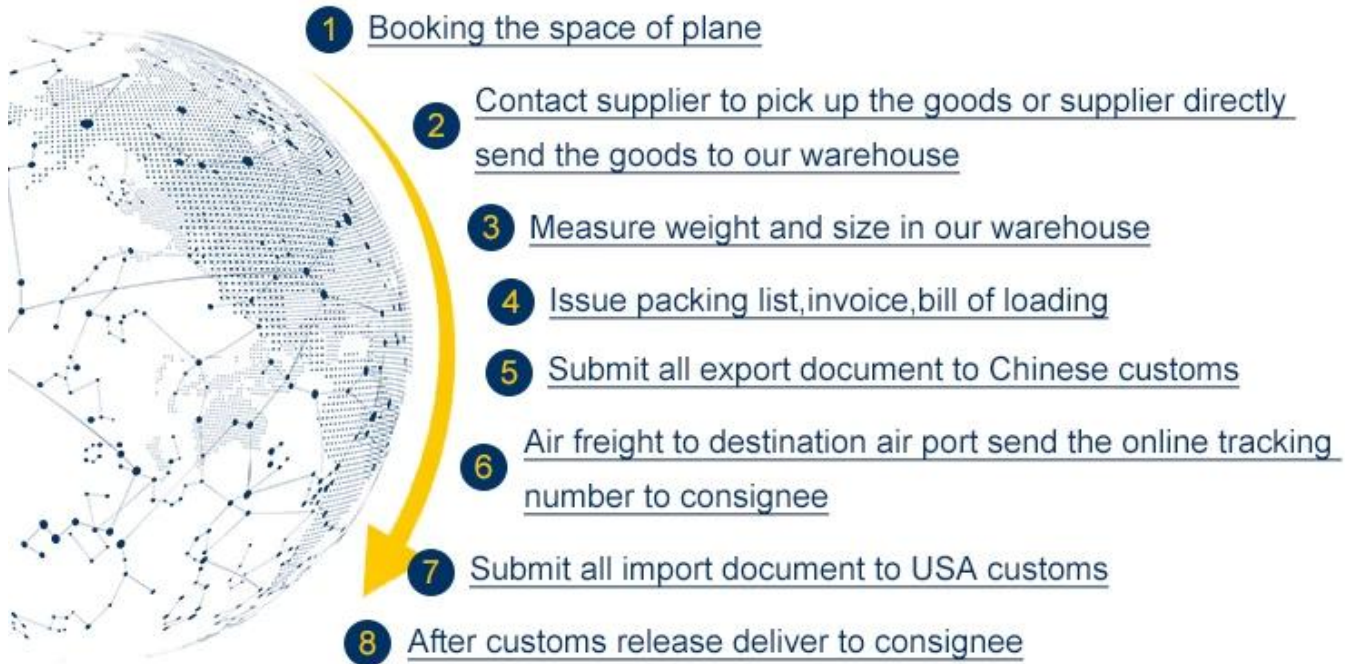 1 Booking the space of plane
2 Contact supplier to pick up the goods or supplier directly
send the goods to our warehouse
3 Measure weight and size in our warehouse
4 Issue packing list,invoice,bill of loading
5 Submit all export document to Chinese customs
6 Air freight to destination air port send the online tracking
number to consignee
7 Submit all import document to USA customs
8 After customs release deliver to consignee